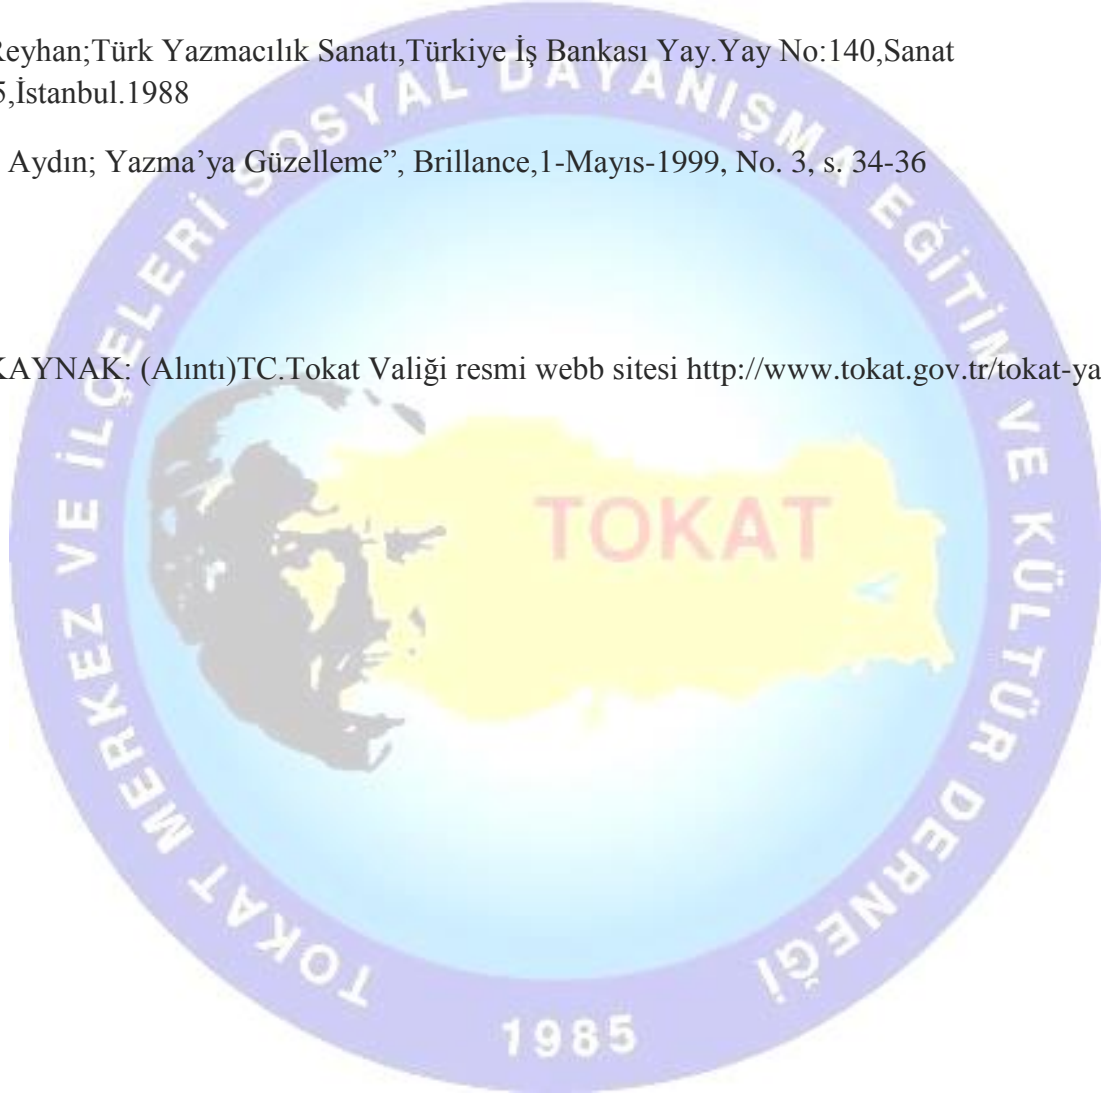 Reyhan;Türk Yazmacılık Sanatı,Türkiye İş Bankası Yay.Yay No:140,Sanat
5,İstanbul.1988
Aydın; Yazma’ya Güzelleme”, Brillance,1-Mayıs-1999, No. 3, s. 34-36
KAYNAK: (Alıntı)TC.Tokat Valiği resmi webb sitesi http://www.tokat.gov.tr/tokat-ya
TOKAT MERKEZ VE İLÇELERİ SOSYAL DAYANIŞMA EĞİTİM VE KÜLTÜR DERNEĞİ
TOKAT
1985